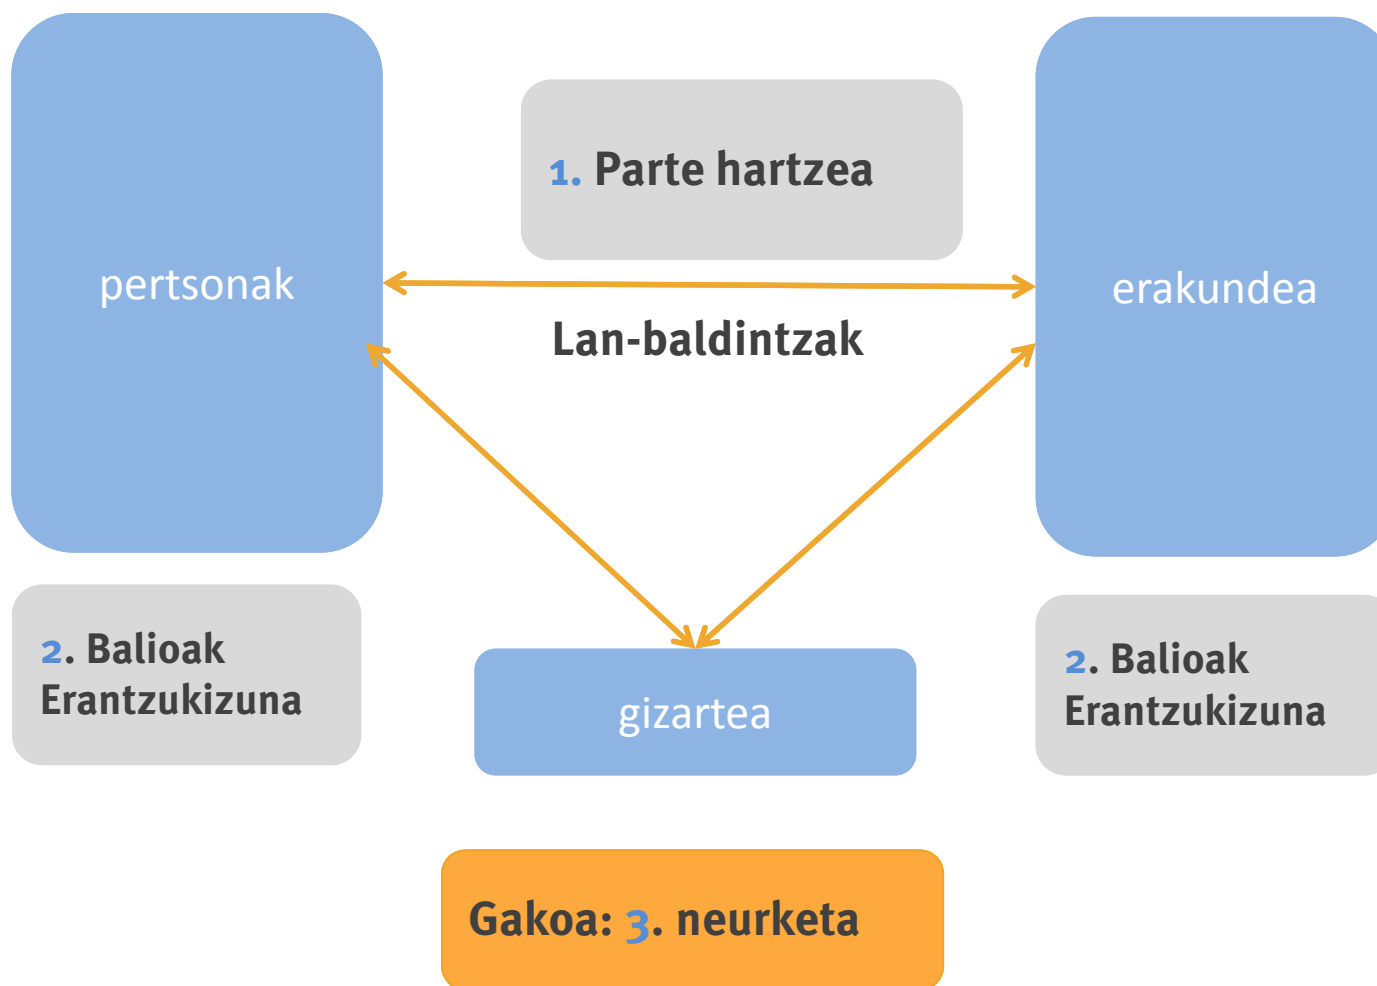 1. Parte hartzea
pertsonak
erakundea
Lan-baldintzak
2. Balioak
Erantzukizuna
gizartea
2. Balioak
Erantzukizuna
Gakoa: 3. neurketa